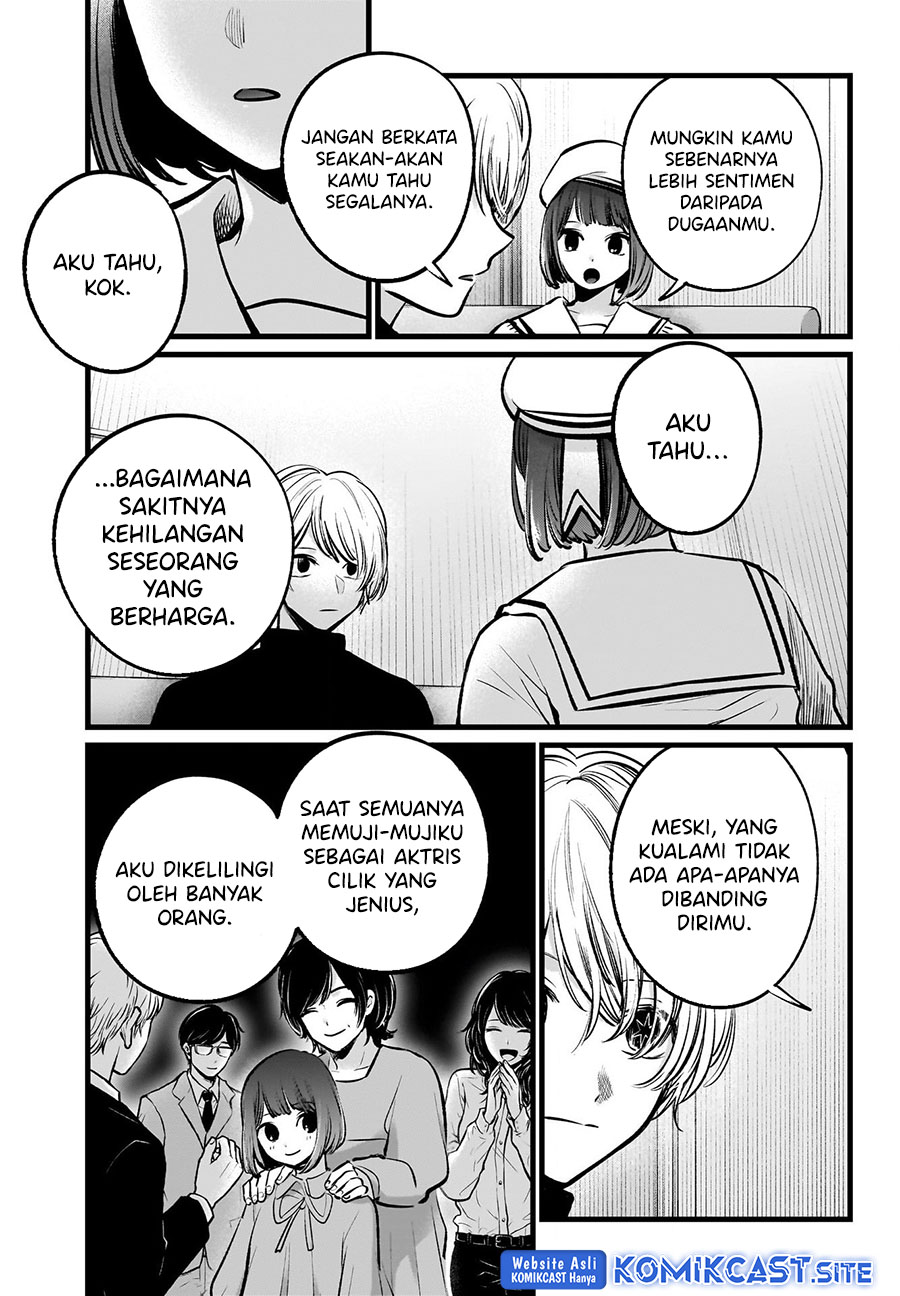 MUNGKIN KAMU
SEBENARNYA
LEBIH SENTIMEN
DARIPADA
DUGAANMU.
JANGAN BERKATA
SEAKAN-AKAN
KAMU TAHU
SEGALANYA.
AKU TAHU,
KOK.
AKU
TAHU...
...BAGAIMANA
SAKITNYA
KEHILANGAN
SESEORANG
YANG
BERHARGA.
MESKI, YANG
KUALAMI TIDAK
ADA APA-APANYA
DIBANDING
DIRIMU.
SAAT SEMUANYA
MEMUJI-MUJIKU
SEBAGAI AKTRIS
CILIK YANG
JENIUS,
AKU DIKELILINGI
OLEH BANYAK
ORANG.
Website Asli
KOMIKCAST Hanya
KOMIKCAST.SITE